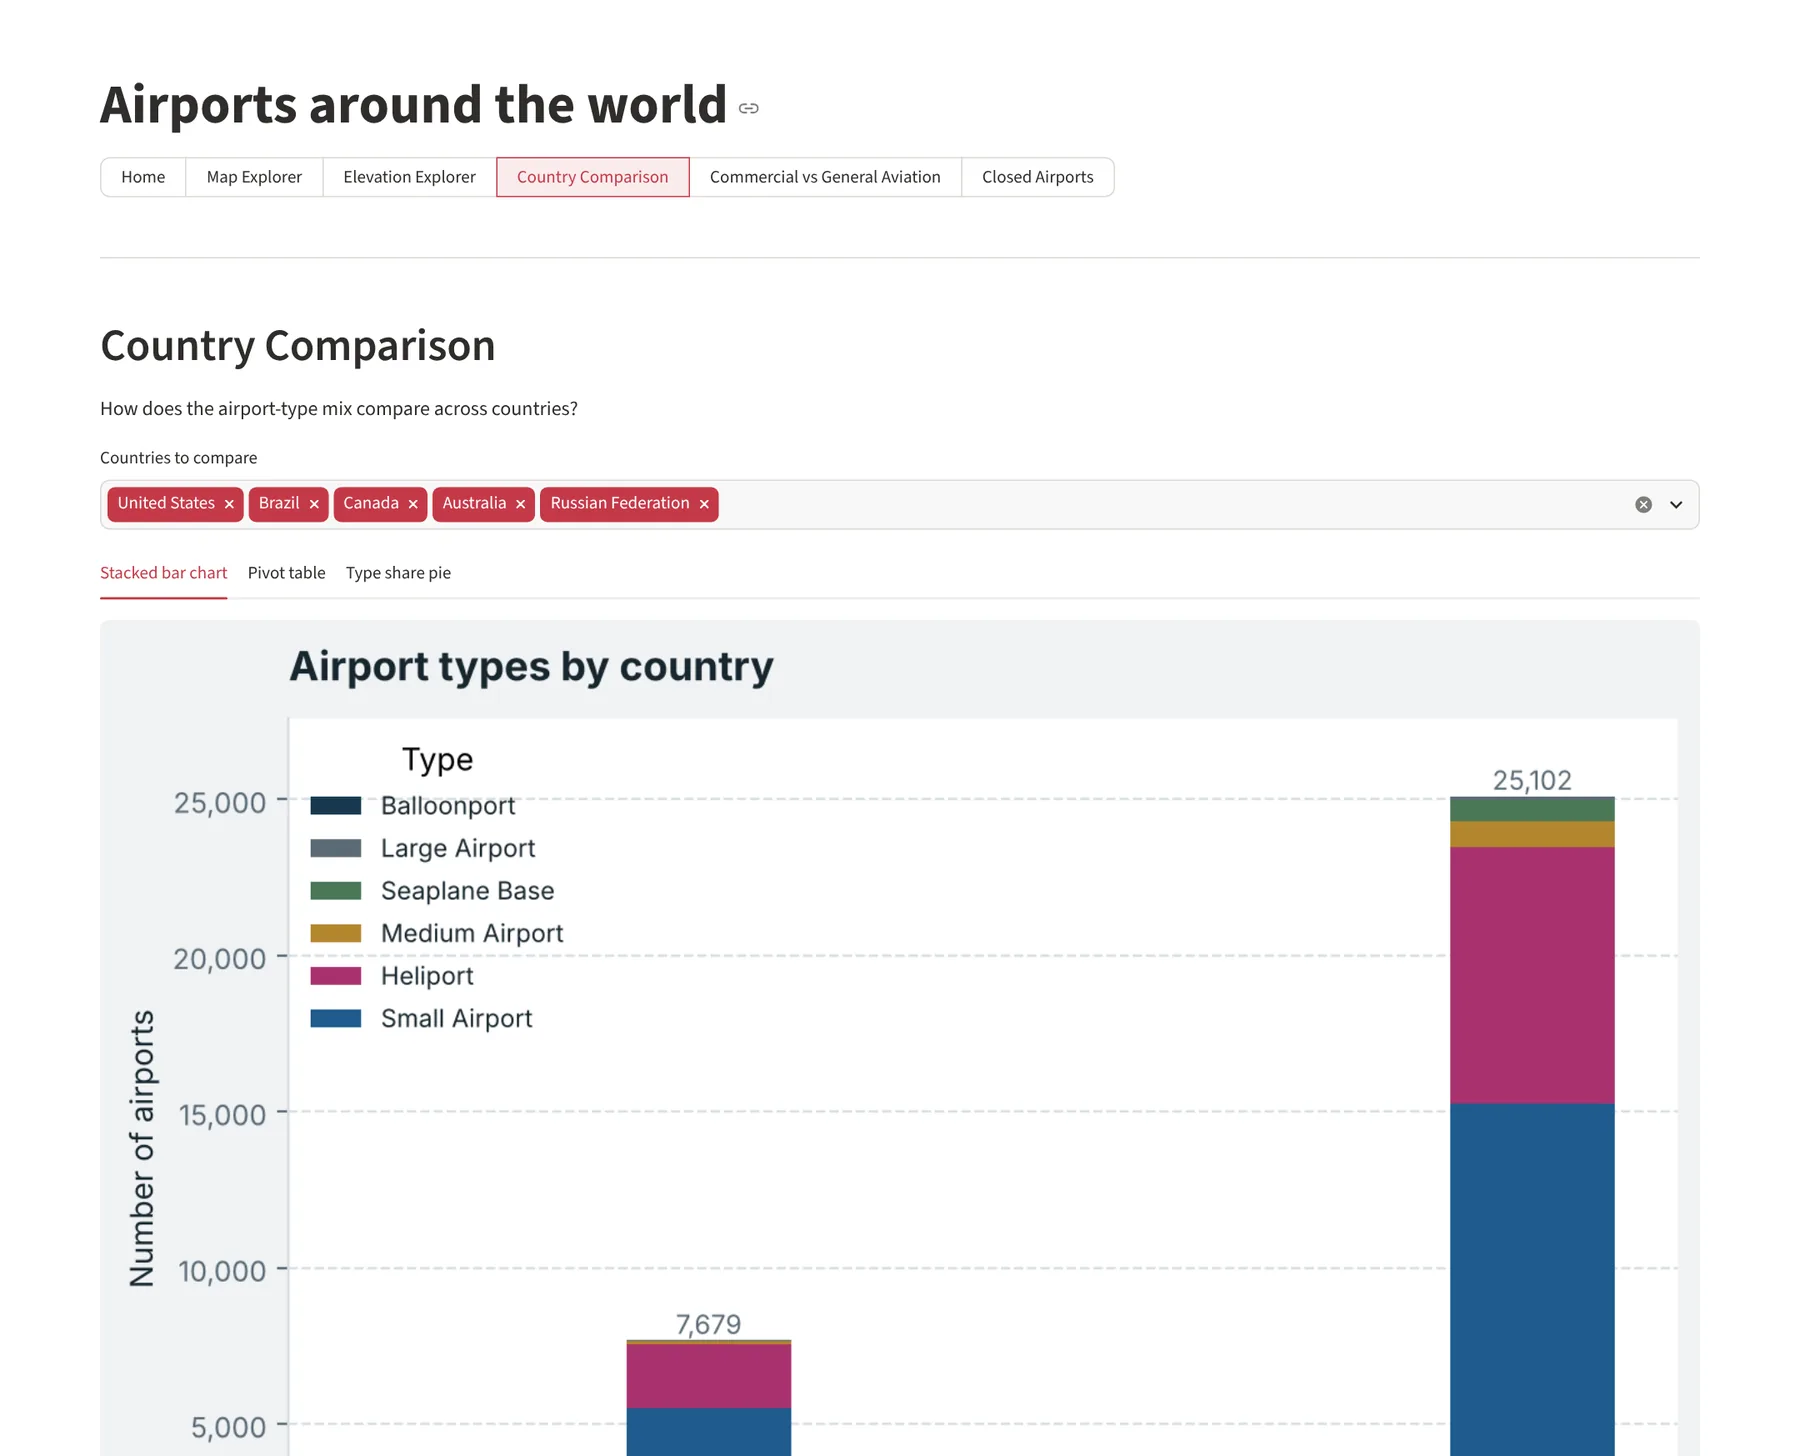 Airports around the world
Home Map Explorer Elevation Explorer Country Comparison Commercial vs General Aviation Closed Airports
Country Comparison
How does the airport-type mix compare across countries?
Countries to compare
United States × Brazil × Canada × Australia × Russian Federation ×
Stacked bar chart Pivot table Type share pie
Airport types by country
Type
Balloonport
Large Airport
Seaplane Base
Medium Airport
Heliport
Small Airport
Number of airports
25,000
20,000
15,000
10,000
5,000
7,679
25,102